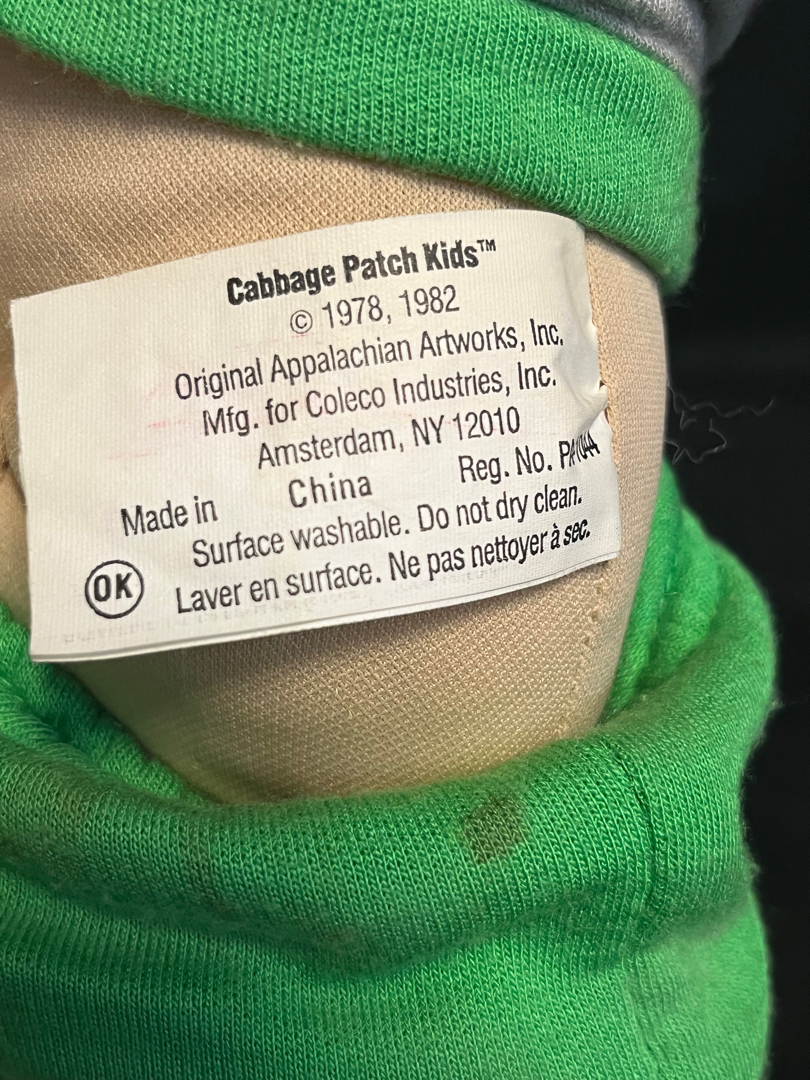 Cabbage Patch Kids™
© 1978, 1982
Original Appalachian Artworks, Inc.
Mfg. for Coleco Industries, Inc.
Amsterdam, NY 12010
Reg. No.
Made in China
Surface washable. Do not dry clean.
OK
Laver en surface. Ne pas nettoyer à sec.